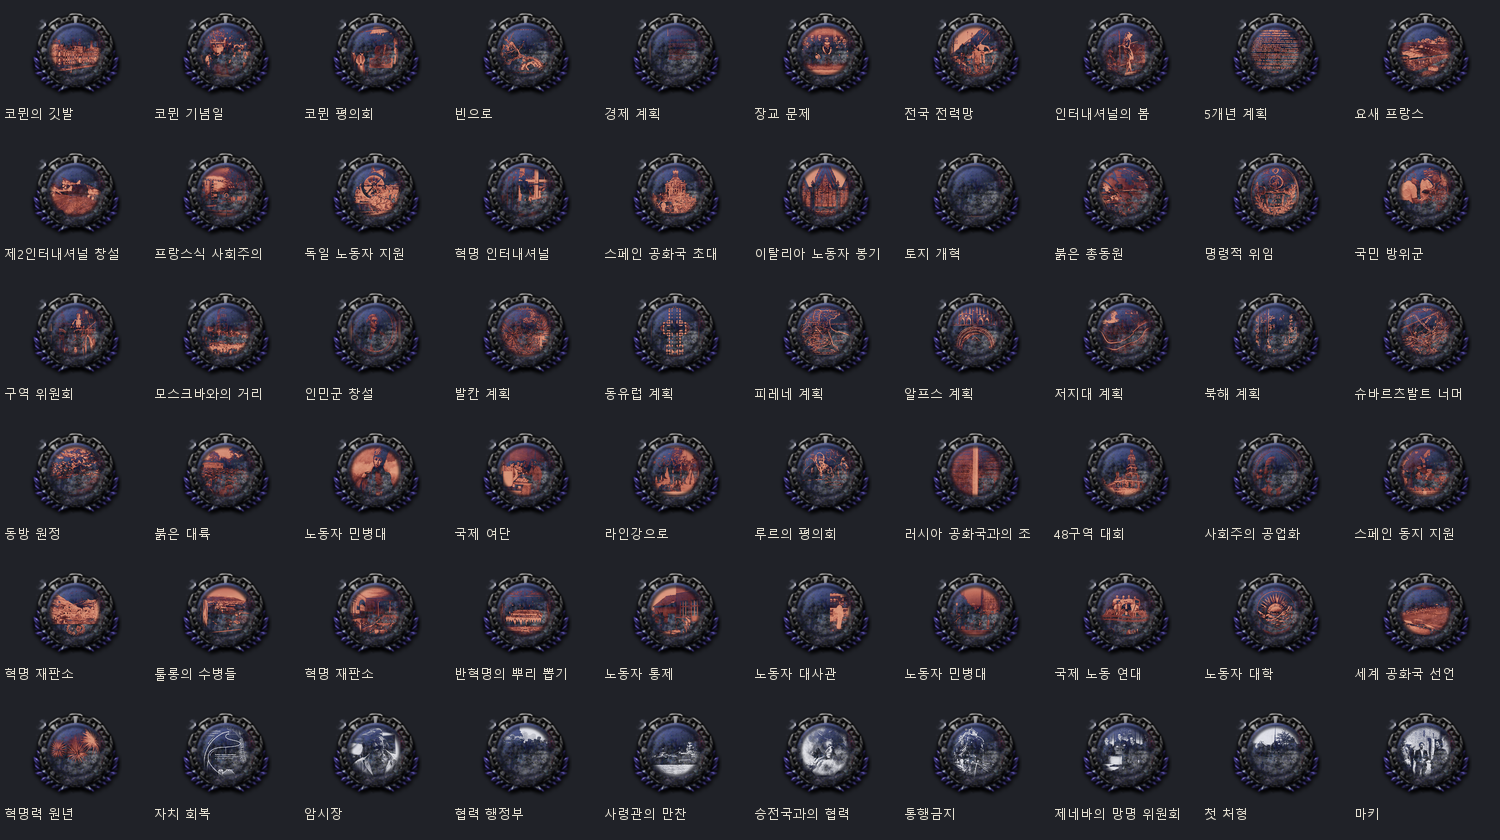 코뮌의 깃발
코뮌 기념일
코뮌 평의회
빈으로
경제 계획
장교 문제
전국 전력망
인터내셔널의 봄
5개년 계획
요새 프랑스
제2인터내셔널 창설
프랑스식 사회주의
독일 노동자 지원
혁명 인터내셔널
스페인 공화국 초대
이탈리아 노동자 봉기
토지 개혁
붉은 총동원
명령적 위임
국민 방위군
구역 위원회
모스크바와의 거리
인민군 창설
발칸 계획
동유럽 계획
피레네 계획
알프스 계획
저지대 계획
북해 계획
슈바르츠발트 너머
동방 원정
붉은 대륙
노동자 민병대
국제 여단
라인강으로
루르의 평의회
러시아 공화국과의 조
48구역 대회
사회주의 공업화
스페인 동지 지원
혁명 재판소
툴롱의 수병들
혁명 재판소
반혁명의 뿌리 뽑기
노동자 통제
노동자 대사관
노동자 민병대
국제 노동 연대
노동자 대학
세계 공화국 선언
혁명력 원년
자치 회복
암시장
협력 행정부
사령관의 만찬
승전국과의 협력
통행금지
제네바의 망명 위원회
첫 처형
마키